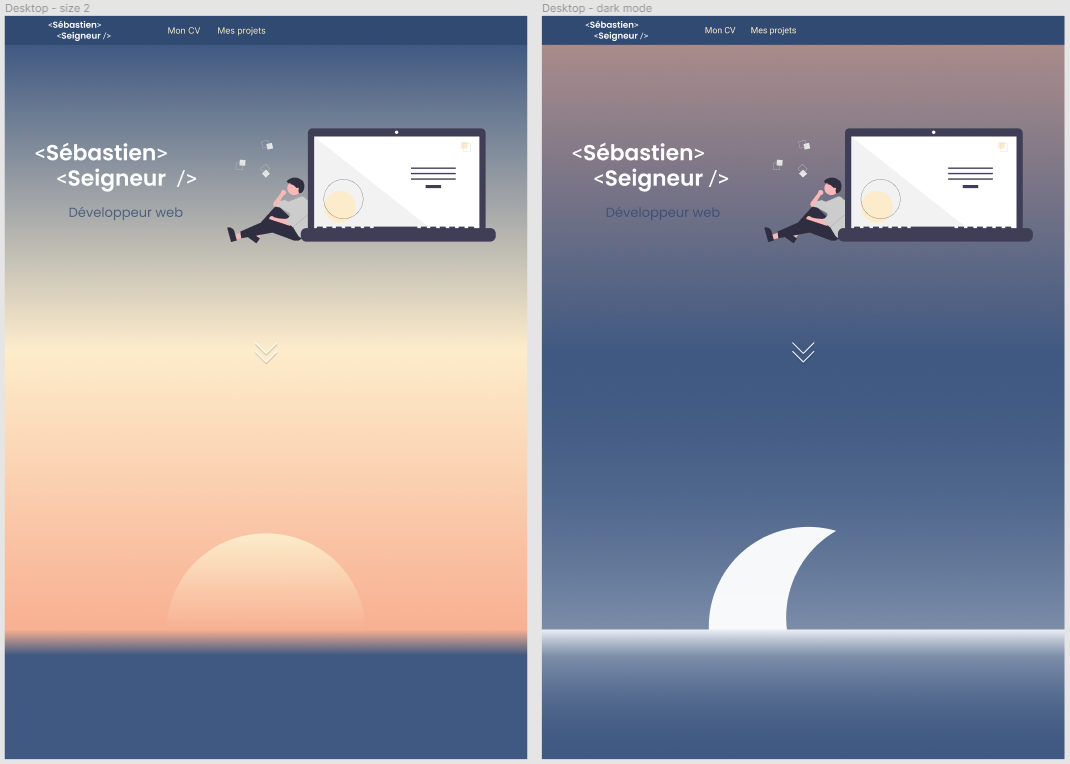 Desktop - size 2
<Sébastien>
<Seigneur />
Mon CV Mes projets
<Sébastien>
<Seigneur />
Développeur web
Desktop - dark mode
<Sébastien>
<Seigneur />
Mon CV Mes projets
<Sébastien>
<Seigneur />
Développeur web